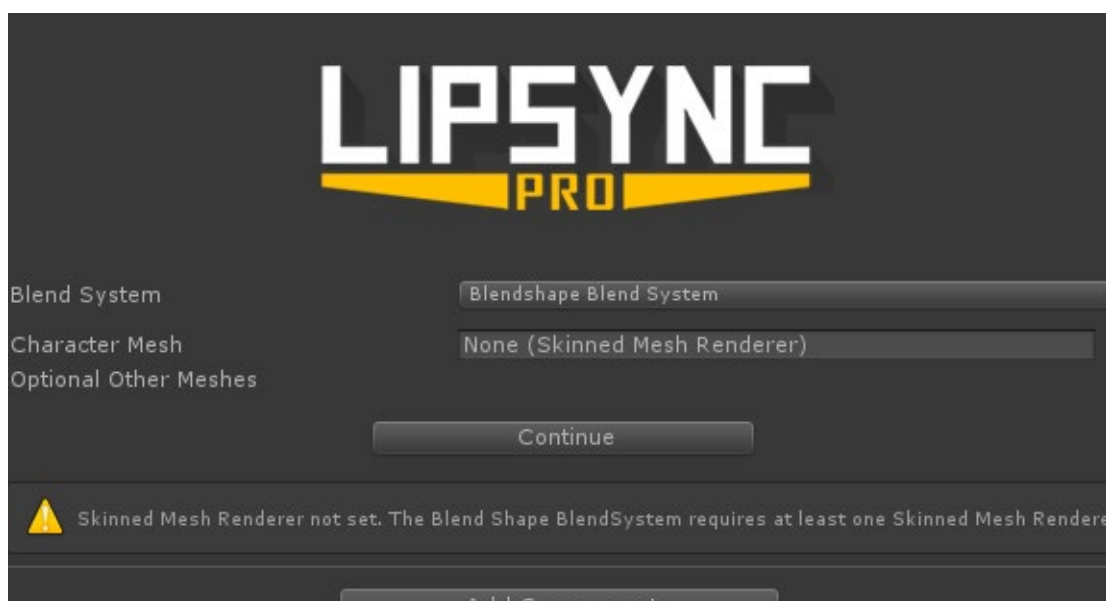 LIPSYNC
PRO
Blend System
Blendshape Blend System
Character Mesh
None (Skinned Mesh Renderer)
Optional Other Meshes
Continue
Skinned Mesh Renderer not set. The Blend Shape BlendSystem requires at least one Skinned Mesh